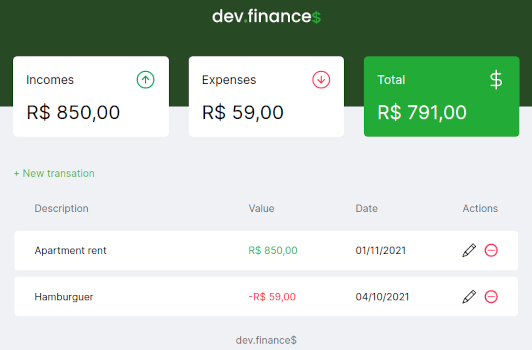 dev.finance$
Incomes
Expenses
Total
$
R$ 850,00
R$ 59,00
R$ 791,00
+ New transation
Description Value Date Actions
Apartment rent R$ 850,00 01/11/2021
Hamburguer -R$ 59,00 04/10/2021
dev.finance$